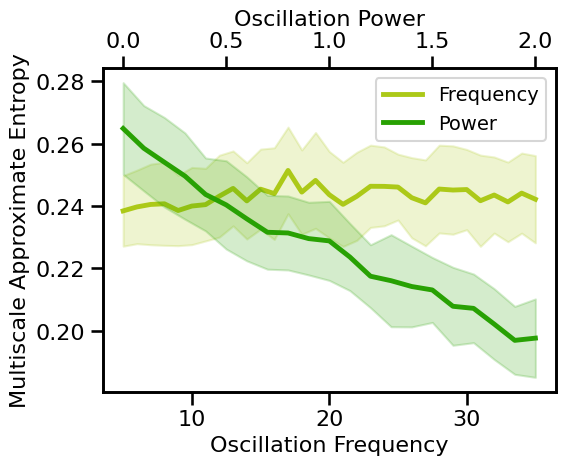 Oscillation Power
0.0 0.5 1.0 1.5 2.0
Multiscale Approximate Entropy
0.28
0.26
0.24
0.22
0.20
Frequency
Power
10 20 30
Oscillation Frequency